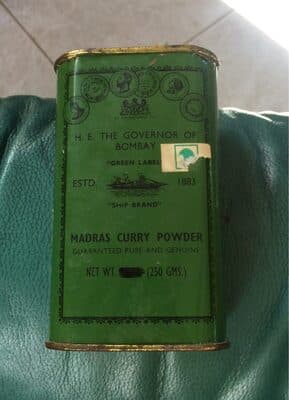 H. E. THE GOVERNOR OF
BOMBAY
"GREEN LABEL
ESTD. 1883
"SHIP BRAND"
MADRAS CURRY POWDER
GUARANTEED PURE AND GENUINE
NET WT (250 GMS.)